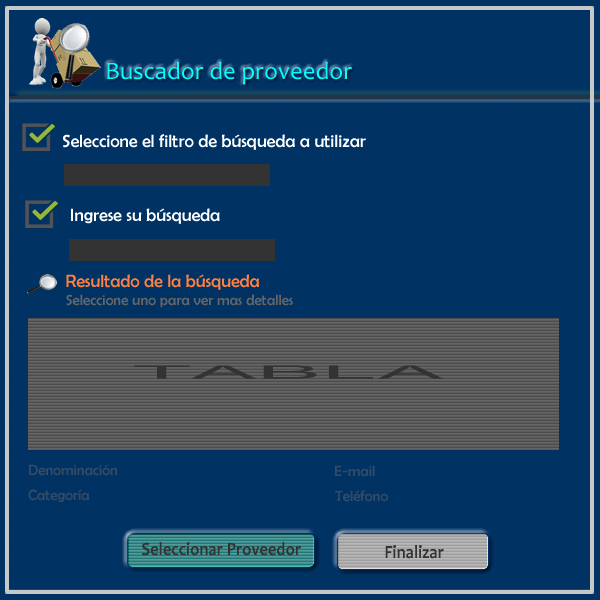 Buscador de proveedor
Seleccione el filtro de búsqueda a utilizar
Ingrese su búsqueda
Resultado de la búsqueda
Seleccione uno para ver mas detalles
TABLA
Denominación
E-mail
Categoría
Teléfono
Seleccionar Proveedor
Finalizar